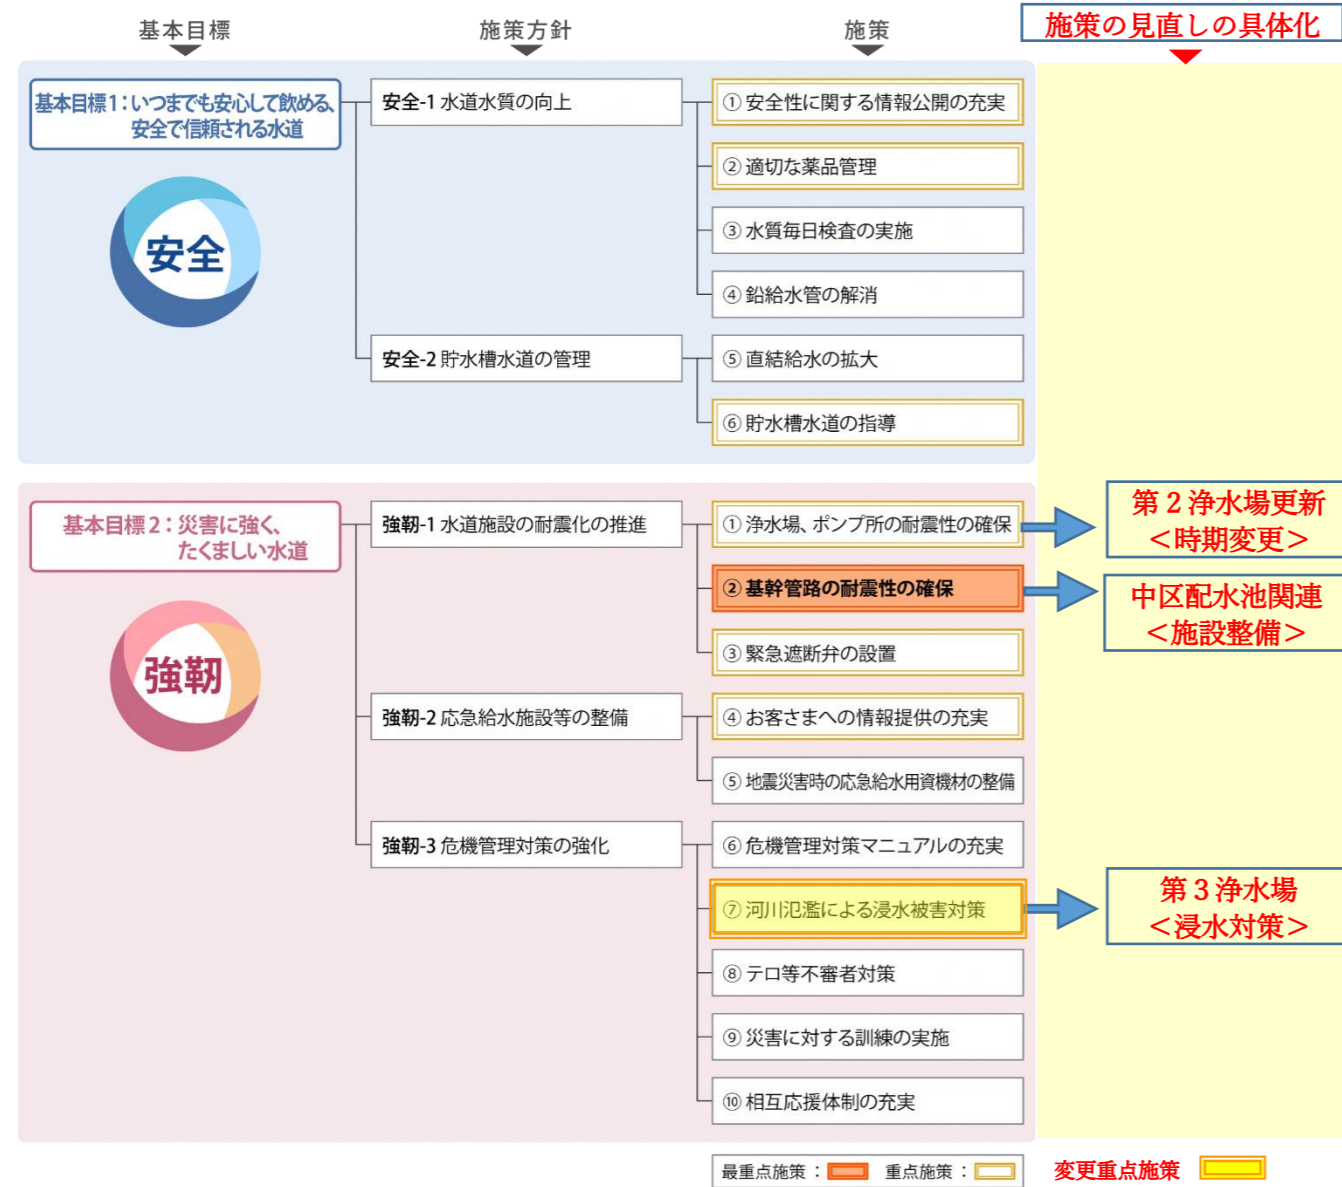 基本目標
施策方針
施策
施策の見直しの具体化
基本目標1：いつまでも安心して飲める、
安全で信頼される水道
安全
安全-1 水道水質の向上
① 安全性に関する情報公開の充実
② 適切な薬品管理
③ 水質毎日検査の実施
④ 鉛給水管の解消
安全-2 貯水槽水道の管理
⑤ 直結給水の拡大
⑥ 貯水槽水道の指導
基本目標2：災害に強く、
たくましい水道
強靭
強靭-1 水道施設の耐震化の推進
① 浄水場、ポンプ所の耐震性の確保
第２浄水場更新
＜時期変更＞
② 基幹管路の耐震性の確保
中区配水池関連
＜施設整備＞
③ 緊急遮断弁の設置
強靭-2 応急給水施設等の整備
④ お客さまへの情報提供の充実
⑤ 地震災害時の応急給水用資機材の整備
強靭-3 危機管理対策の強化
⑥ 危機管理対策マニュアルの充実
⑦ 河川氾濫による浸水被害対策
第３浄水場
＜浸水対策＞
⑧ テロ等不審者対策
⑨ 災害に対する訓練の実施
⑩ 相互応援体制の充実
最重点施策： 重点施策： 変更重点施策